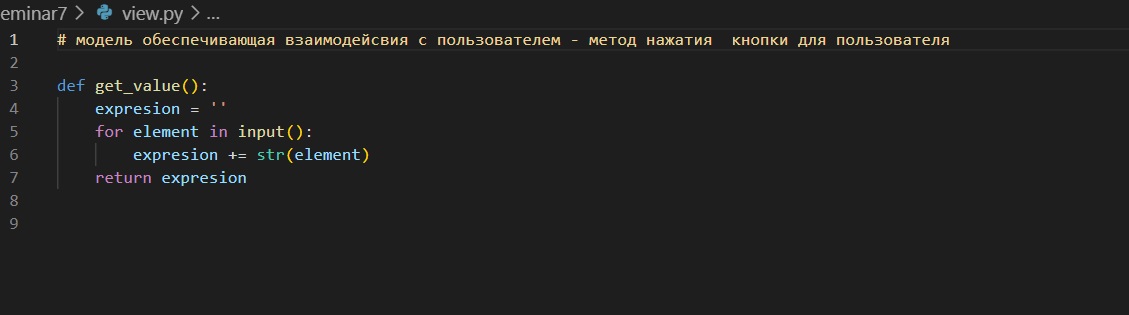 eminar7 > view.py > ...
1 # модель обеспечивающая взаимодейсвия с пользователем - метод нажатия  кнопки для пользователя
2
3 def get_value():
4     expresion = ''
5     for element in input():
6         expresion += str(element)
7     return expresion
8
9